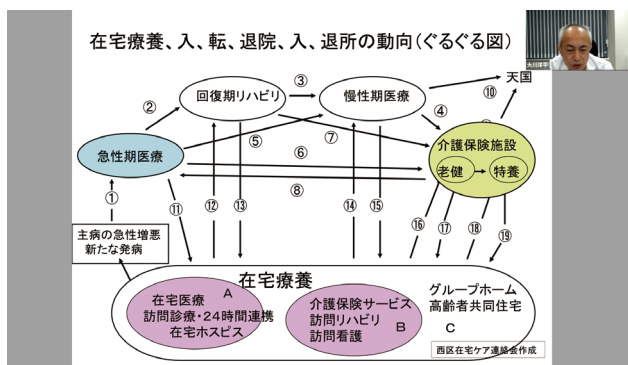 在宅療養、入、転、退院、入、退所の動向(ぐるぐる図)
大川洋平
天国
回復期リハビリ
③
慢性期医療
⑩
②
④
⑤
⑦
介護保険施設
急性期医療
⑥
老健
特養
①
⑧
⑪
⑫
⑬
⑭
⑮
⑯
⑰
⑱
⑲
主病の急性増悪
新たな発病
在宅療養
在宅医療 A
訪問診療・24時間連携
在宅ホスピス
介護保険サービス
訪問リハビリ B
訪問看護
グループホーム
高齢者共同住宅
C
西区在宅ケア連絡会作成